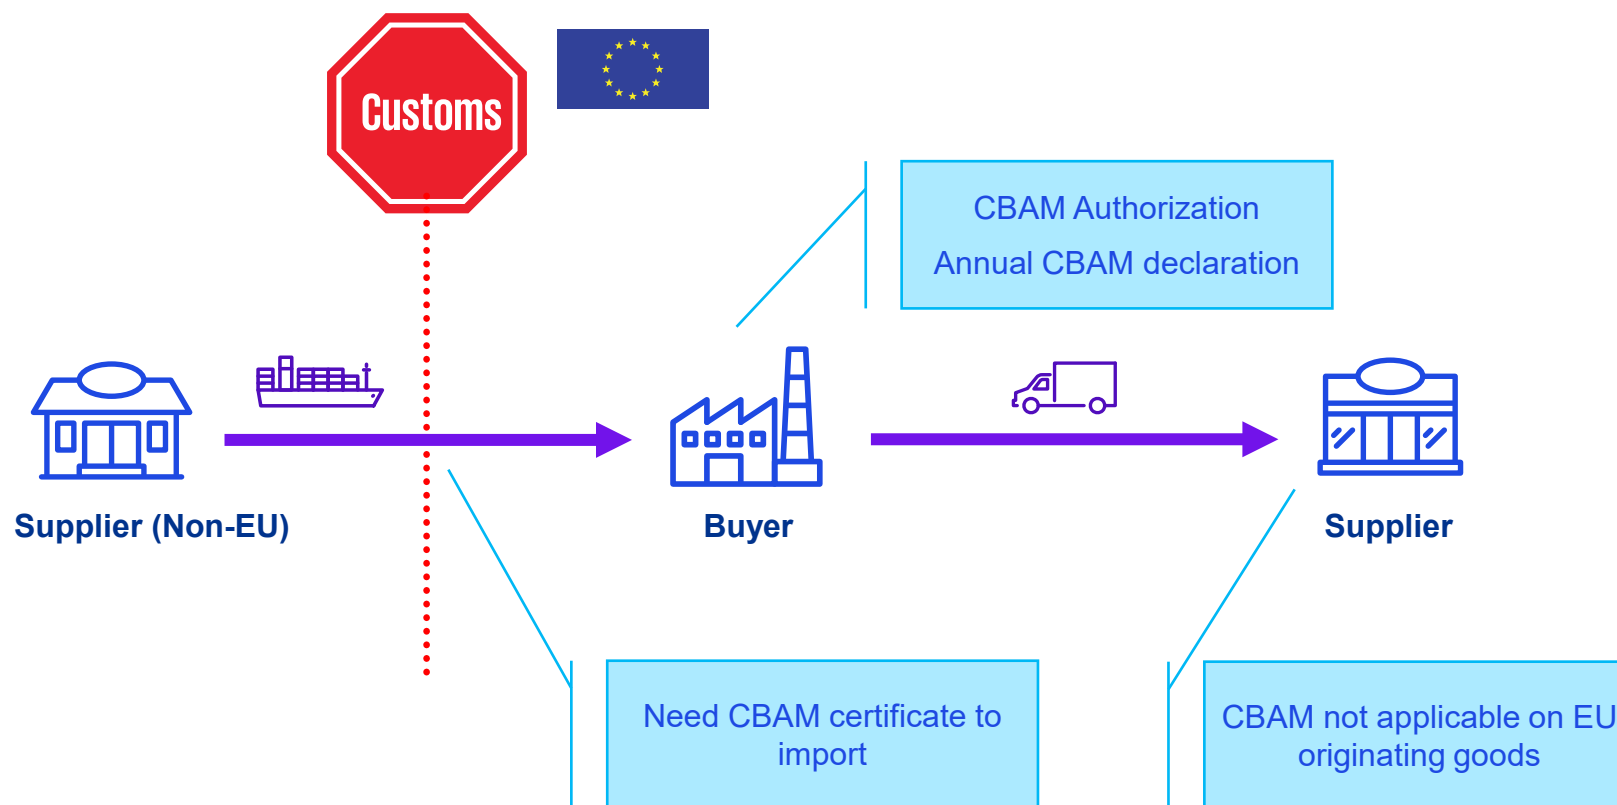 Customs
CBAM Authorization
Annual CBAM declaration
Supplier (Non-EU)
Buyer
Supplier
Need CBAM certificate to
import
CBAM not applicable on EU
originating goods